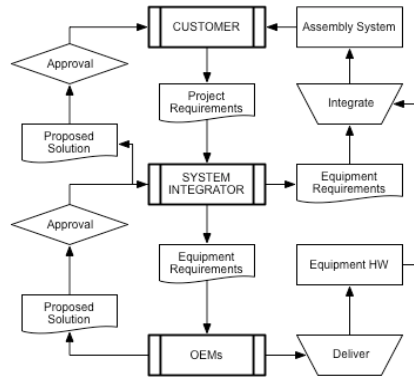 CUSTOMER
Assembly System
Approval
Project
Requirements
Integrate
Proposed
Solution
SYSTEM
INTEGRATOR
Equipment
Requirements
Approval
Equipment
Requirements
Equipment HW
Proposed
Solution
OEMs
Deliver